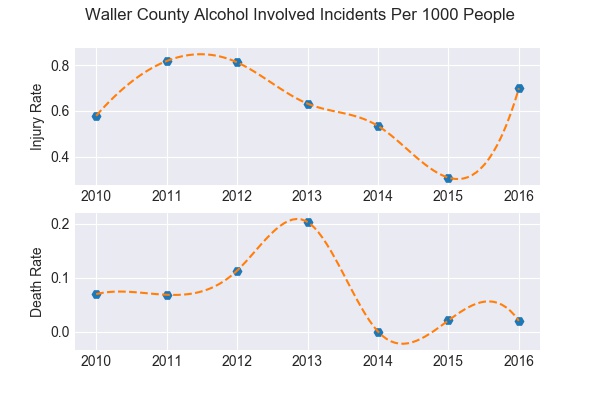 Waller County Alcohol Involved Incidents Per 1000 People
Injury Rate
0.8
0.6
0.4
2010 2011 2012 2013 2014 2015 2016
Death Rate
0.2
0.1
0.0
2010 2011 2012 2013 2014 2015 2016